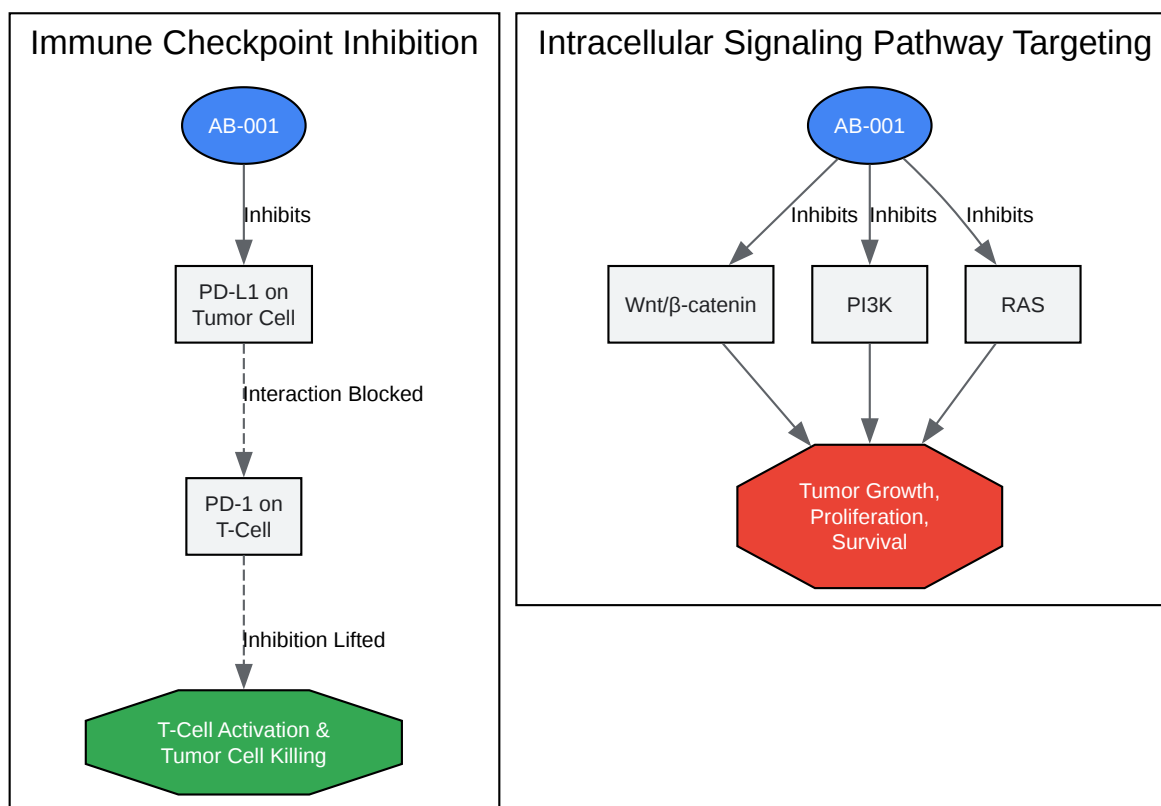 Immune Checkpoint Inhibition
AB-001
Inhibits
PD-L1 on
Tumor Cell
Interaction Blocked
PD-1 on
T-Cell
Inhibition Lifted
T-Cell Activation &
Tumor Cell Killing
Intracellular Signaling Pathway Targeting
AB-001
Inhibits
Inhibits
Inhibits
Wnt/β-catenin
PI3K
RAS
Tumor Growth,
Proliferation,
Survival